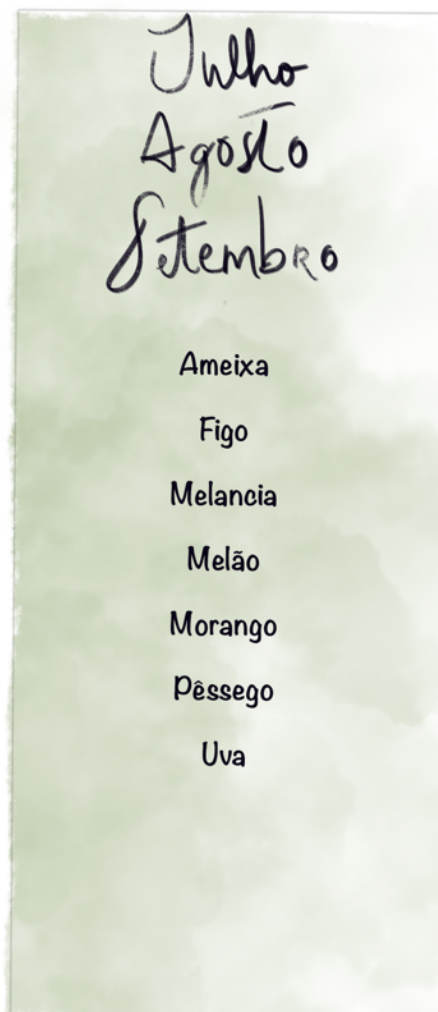 Julho
Agosto
Setembro
Ameixa
Figo
Melancia
Melão
Morango
Pêssego
Uva